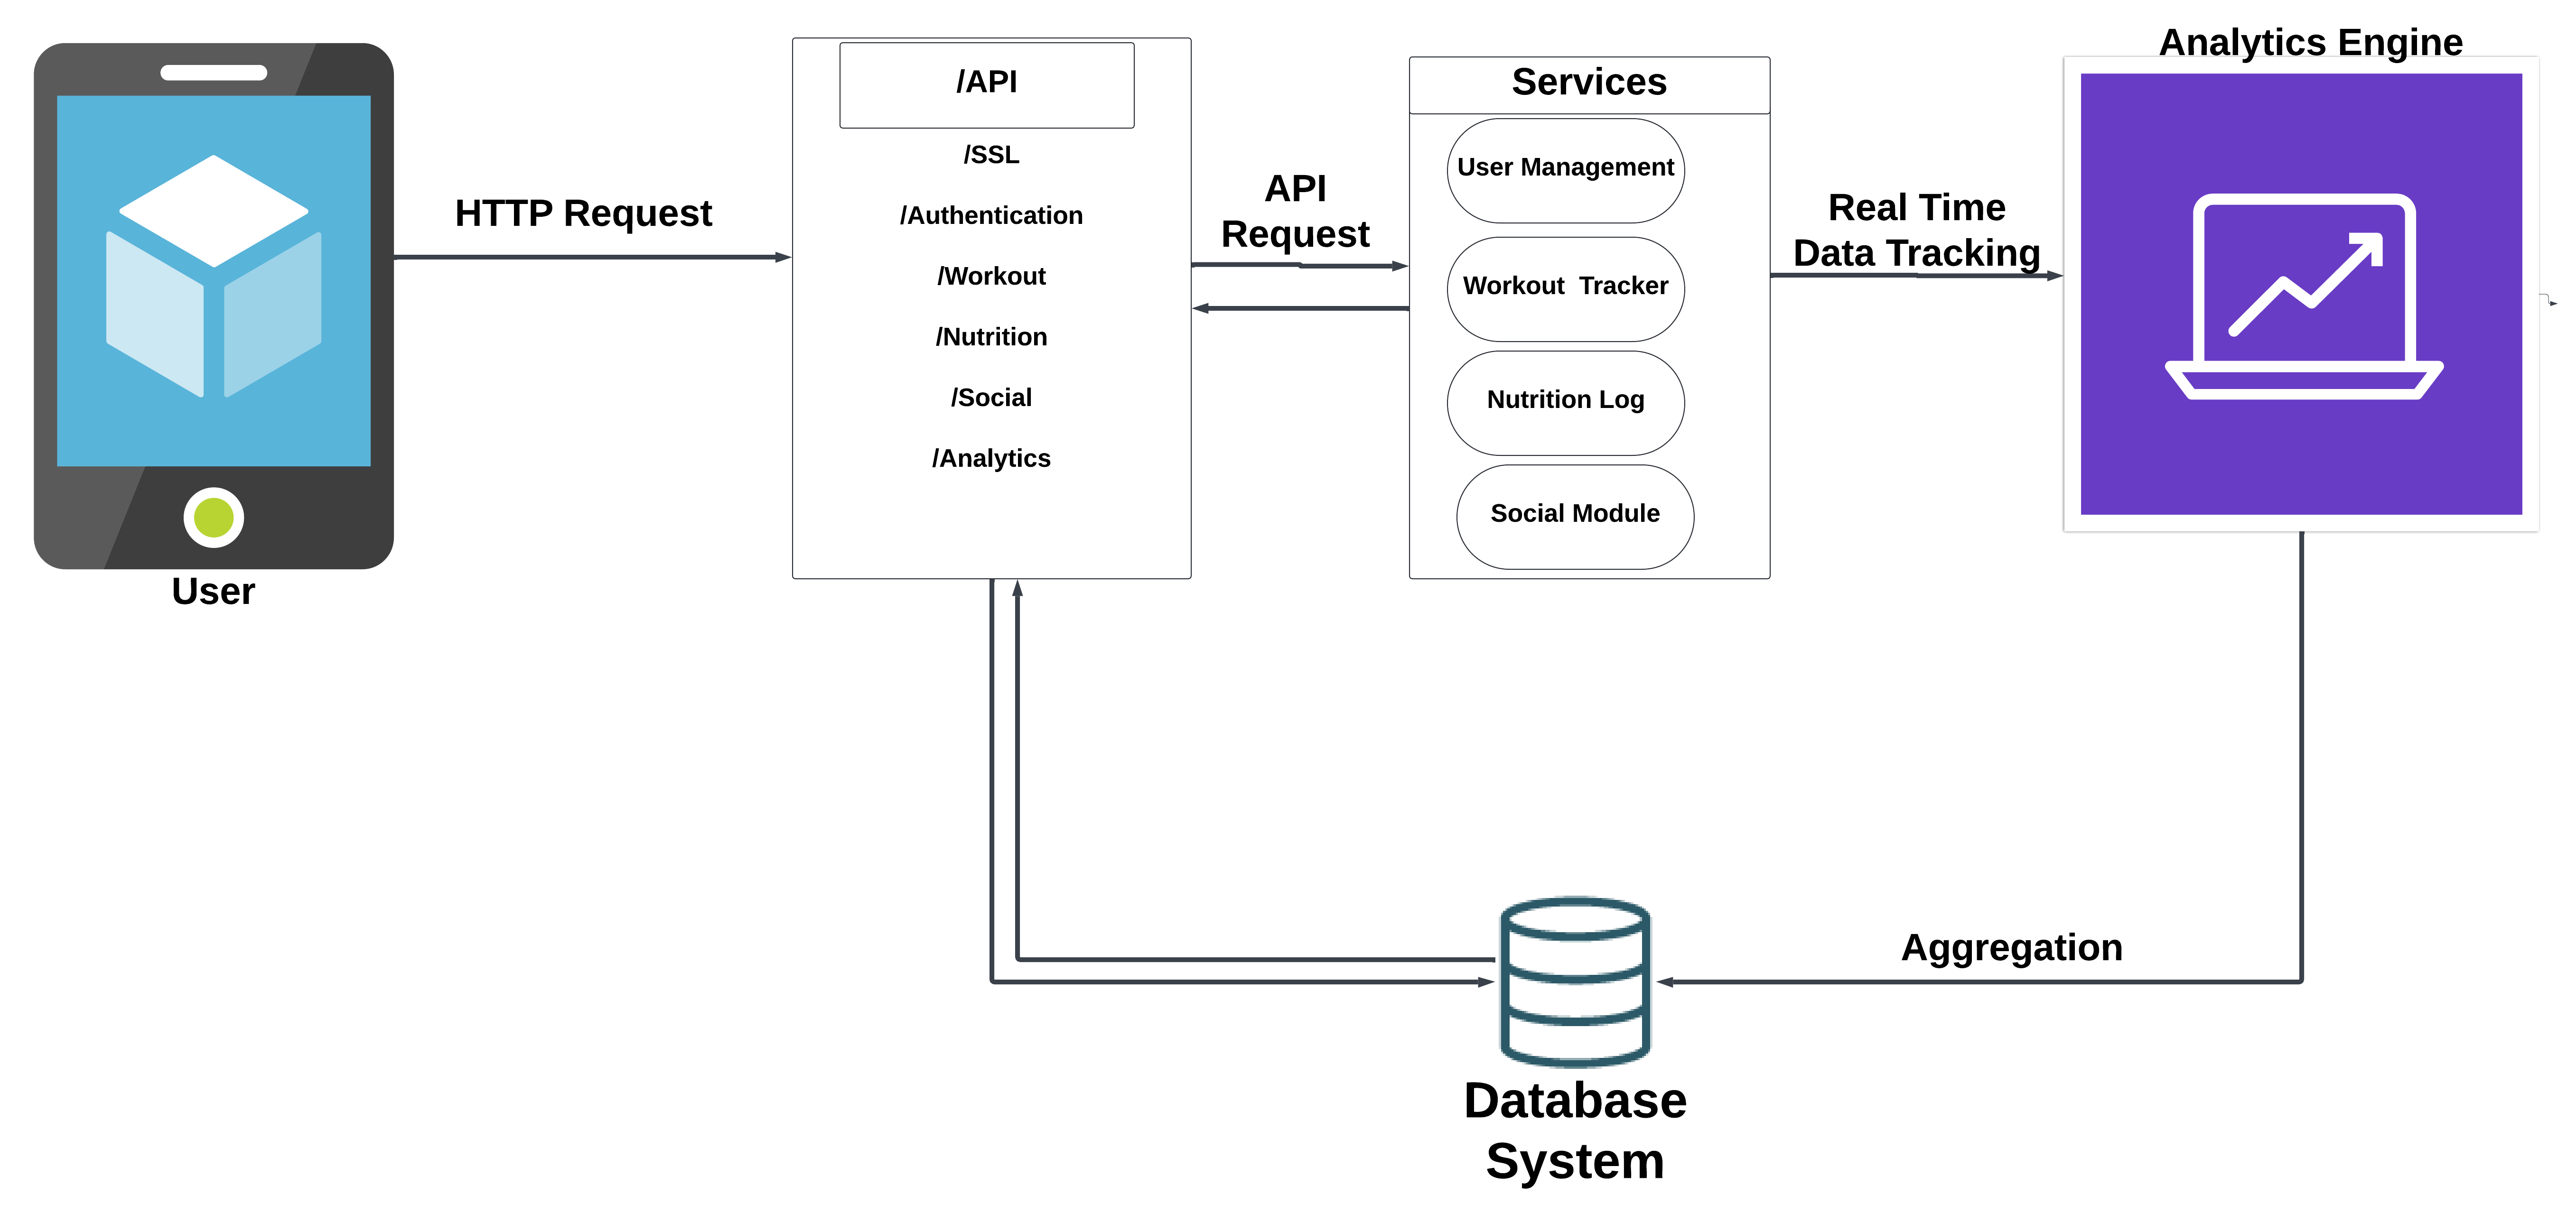 Analytics Engine
/API
Services
/SSL
User Management
/Authentication
API
Request
HTTP Request
Real Time
Data Tracking
/Workout
Workout  Tracker
/Nutrition
/Social
Nutrition Log
/Analytics
Social Module
User
Aggregation
Database
System